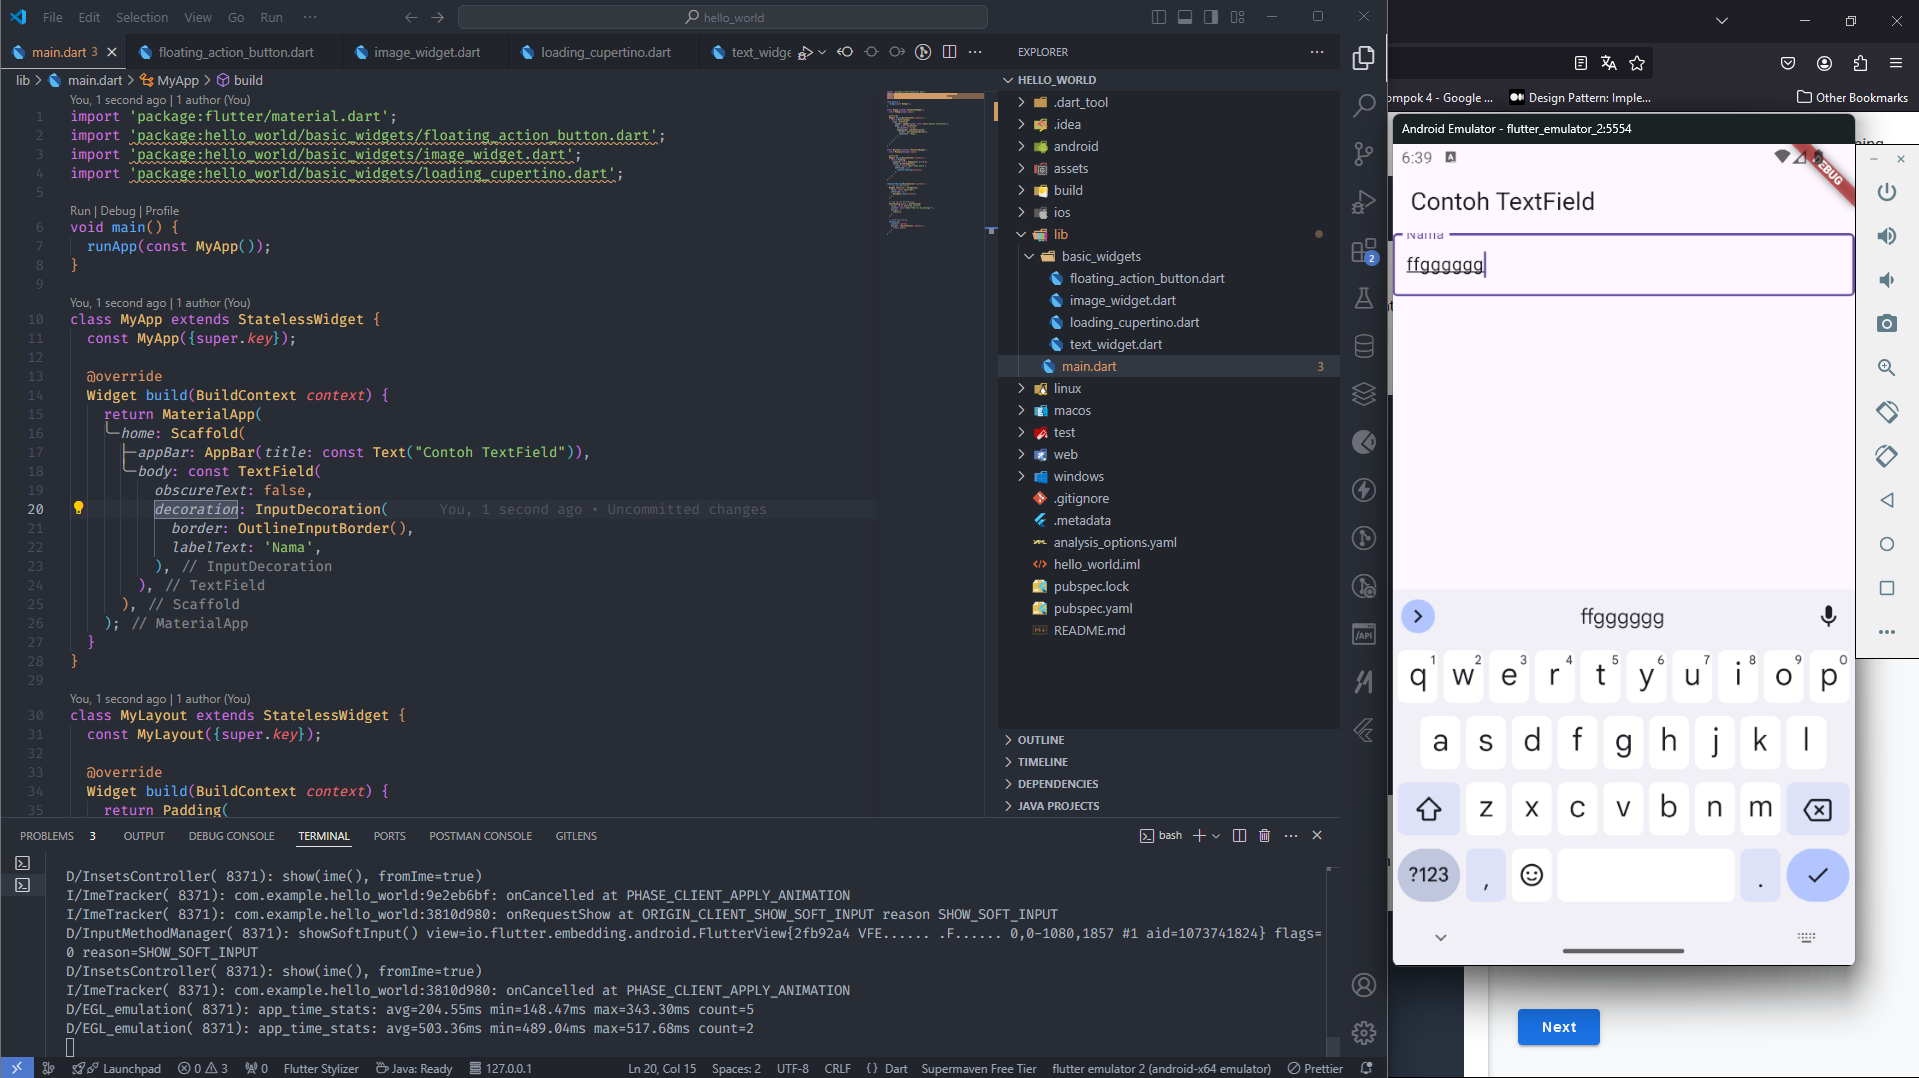 File Edit Selection View Go Run ...
hello_world
main.dart 3
floating_action_button.dart
image_widget.dart
loading_cupertino.dart
text_widge
lib > main.dart > MyApp > build
You, 1 second ago | 1 author (You)
1 import 'package:flutter/material.dart';
2 import 'package:hello_world/basic_widgets/floating_action_button.dart';
3 import 'package:hello_world/basic_widgets/image_widget.dart';
4 import 'package:hello_world/basic_widgets/loading_cupertino.dart';
5
Run | Debug | Profile
6 void main() {
7 runApp(const MyApp());
8 }
9
You, 1 second ago | 1 author (You)
10 class MyApp extends StatelessWidget {
11 const MyApp({super.key});
12
13 @override
14 Widget build(BuildContext context) {
15 return MaterialApp(
16 home: Scaffold(
17 appBar: AppBar(title: const Text("Contoh TextField")),
18 body: const TextField(
19 obscureText: false,
20 decoration: InputDecoration( You, 1 second ago • Uncommitted changes
21 border: OutlineInputBorder(),
22 labelText: 'Nama',
23 ), // InputDecoration
24 ), // TextField
25 ), // Scaffold
26 ); // MaterialApp
27 }
28 }
29
You, 1 second ago | 1 author (You)
30 class MyLayout extends StatelessWidget {
31 const MyLayout({super.key});
32
33 @override
34 Widget build(BuildContext context) {
35 return Padding(
EXPLORER
HELLO_WORLD
.dart_tool
.idea
android
assets
build
ios
lib
basic_widgets
floating_action_button.dart
image_widget.dart
loading_cupertino.dart
text_widget.dart
main.dart 3
linux
macos
test
web
windows
.gitignore
.metadata
analysis_options.yaml
hello_world.iml
pubspec.lock
pubspec.yaml
README.md
OUTLINE
TIMELINE
DEPENDENCIES
JAVA PROJECTS
2
PROBLEMS 3 OUTPUT DEBUG CONSOLE TERMINAL PORTS POSTMAN CONSOLE GITLENS
bash
D/InsetsController( 8371): show(ime(), fromIme=true)
I/ImeTracker( 8371): com.example.hello_world:9e2eb6bf: onCancelled at PHASE_CLIENT_APPLY_ANIMATION
I/ImeTracker( 8371): com.example.hello_world:3810d980: onRequestShow at ORIGIN_CLIENT_SHOW_SOFT_INPUT reason SHOW_SOFT_INPUT
D/InputMethodManager( 8371): showSoftInput() view=io.flutter.embedding.android.FlutterView{2fb92a4 VFE...... .F...... 0,0-1080,1857 #1 aid=1073741824} flags=
0 reason=SHOW_SOFT_INPUT
D/InsetsController( 8371): show(ime(), fromIme=true)
I/ImeTracker( 8371): com.example.hello_world:3810d980: onCancelled at PHASE_CLIENT_APPLY_ANIMATION
D/EGL_emulation( 8371): app_time_stats: avg=204.55ms min=148.47ms max=343.30ms count=5
D/EGL_emulation( 8371): app_time_stats: avg=503.36ms min=489.04ms max=517.68ms count=2
Launchpad 0 3 0 Flutter Stylizer Java: Ready 127.0.0.1 Ln 20, Col 15 Spaces: 2 UTF-8 CRLF {} Dart Supermaven Free Tier flutter emulator 2 (android-x64 emulator) Prettier
ompok 4 - Google ...
Design Pattern: Imple...
Other Bookmarks
Android Emulator - flutter_emulator_2:5554
6:39
DEBUG
Contoh TextField
Nama
ffgggggg
ffgggggg
q1 w2 e3 r4 t5 y6 u7 i8 o9 p0
a s d f g h j k l
z x c v b n m
?123 , .
/API
Next